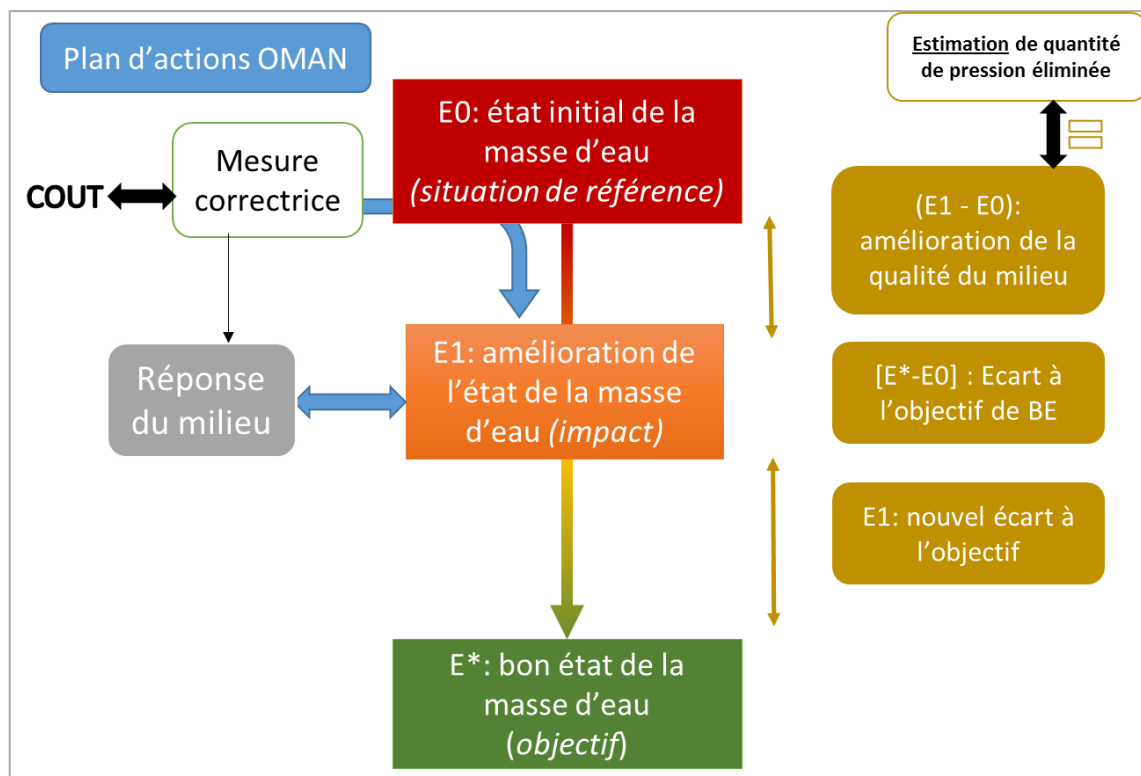 Plan d’actions OMAN
Estimation de quantité
de pression éliminée
E0: état initial de la
masse d’eau
(situation de référence)
Mesure
correctrice
COUT
(E1 - E0):
amélioration de la
qualité du milieu
Réponse
du milieu
E1: amélioration de
l’état de la masse
d’eau (impact)
[E*-E0] : Ecart à
l’objectif de BE
E1: nouvel écart à
l’objectif
E*: bon état de la
masse d’eau
(objectif)